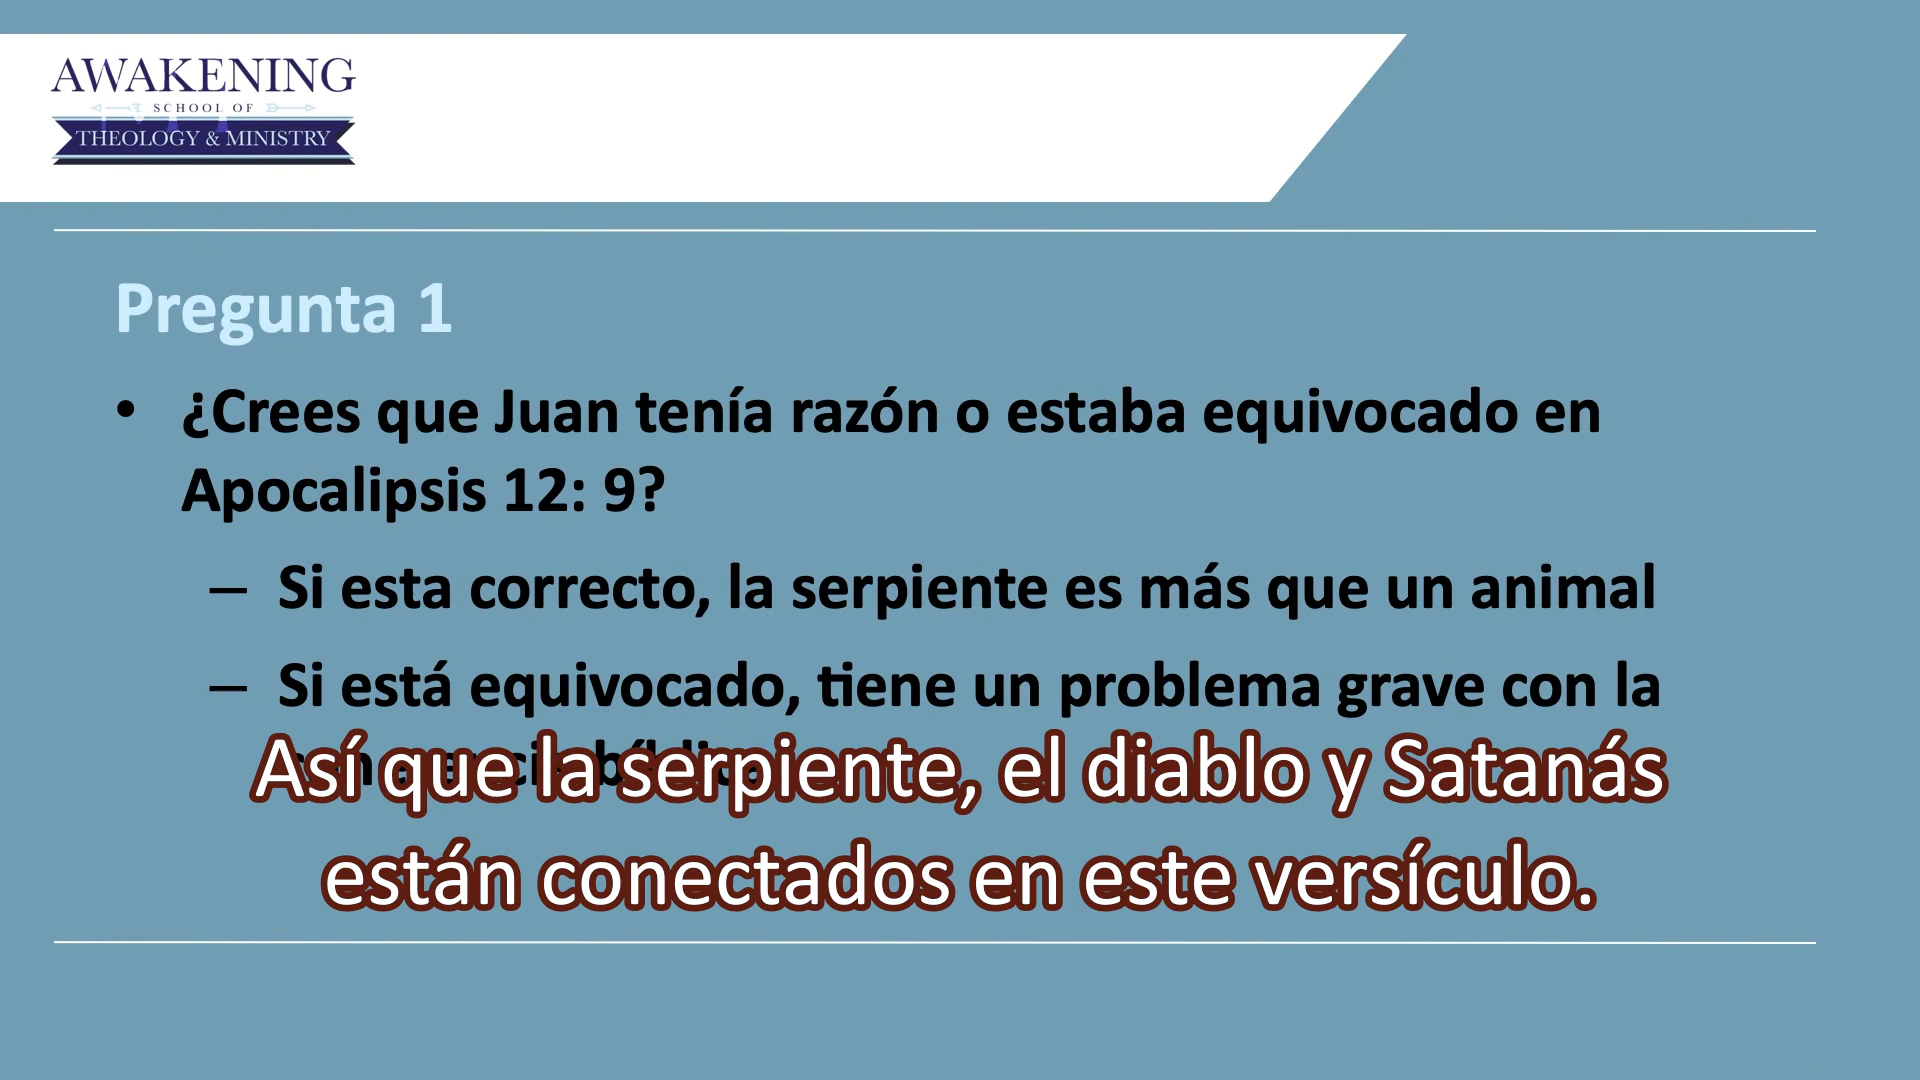 AWAKENING
SCHOOL OF
THEOLOGY & MINISTRY
Pregunta 1
• ¿Crees que Juan tenía razón o estaba equivocado en
Apocalipsis 12: 9?
– Si esta correcto, la serpiente es más que un animal
– Si está equivocado, tiene un problema grave con la
Así que la serpiente, el diablo y Satanás
están conectados en este versículo.